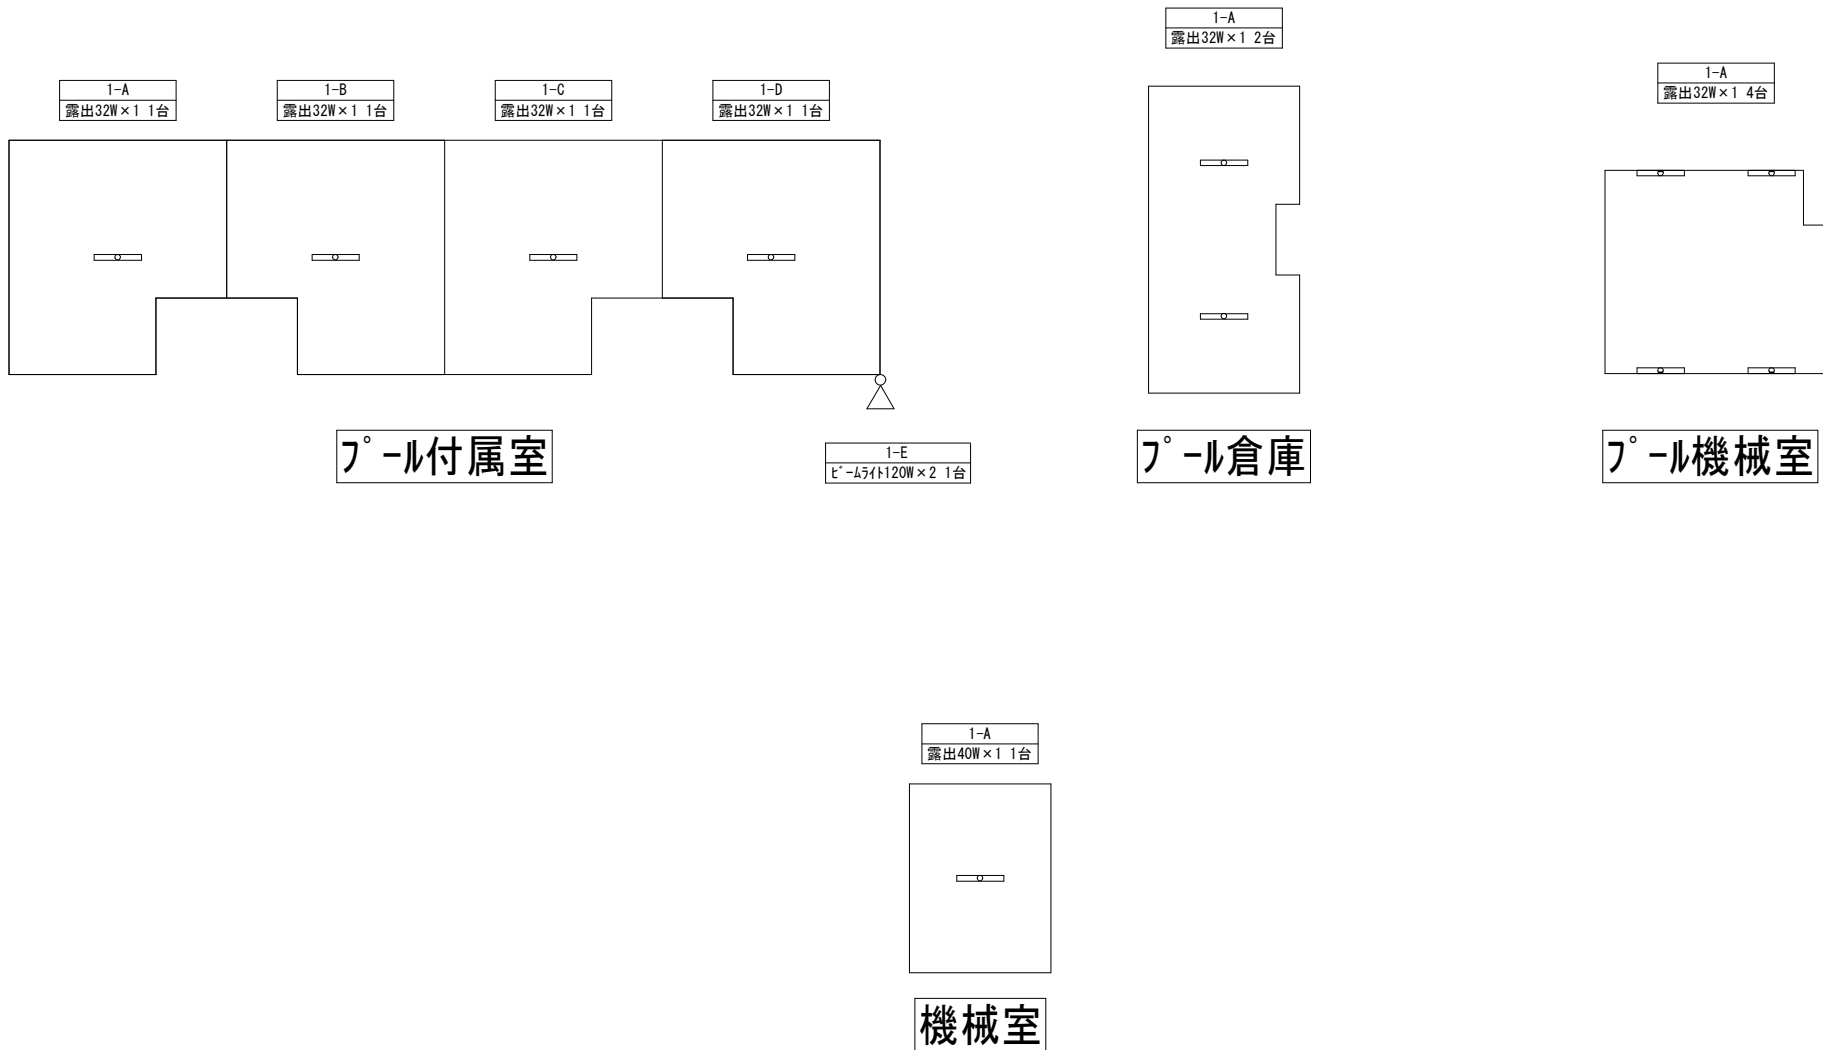 1-A
露出32W×1 2台
1-A
露出32W×1 4台
1-A
露出32W×1 1台
1-B
露出32W×1 1台
1-C
露出32W×1 1台
1-D
露出32W×1 1台
ﾌﾟｰﾙ付属室
1-E
ﾋﾞｰﾑﾗｲﾄ120W×2 1台
ﾌﾟｰﾙ倉庫
ﾌﾟｰﾙ機械室
1-A
露出40W×1 1台
機械室